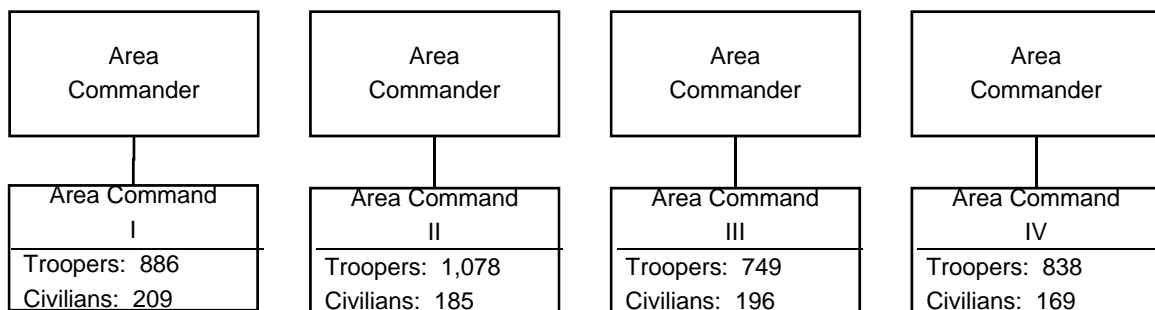 Area
Commander
Area
Commander
Area
Commander
Area
Commander
Area Command
I
Troopers: 886
Civilians: 209
Area Command
II
Troopers: 1,078
Civilians: 185
Area Command
III
Troopers: 749
Civilians: 196
Area Command
IV
Troopers: 838
Civilians: 169